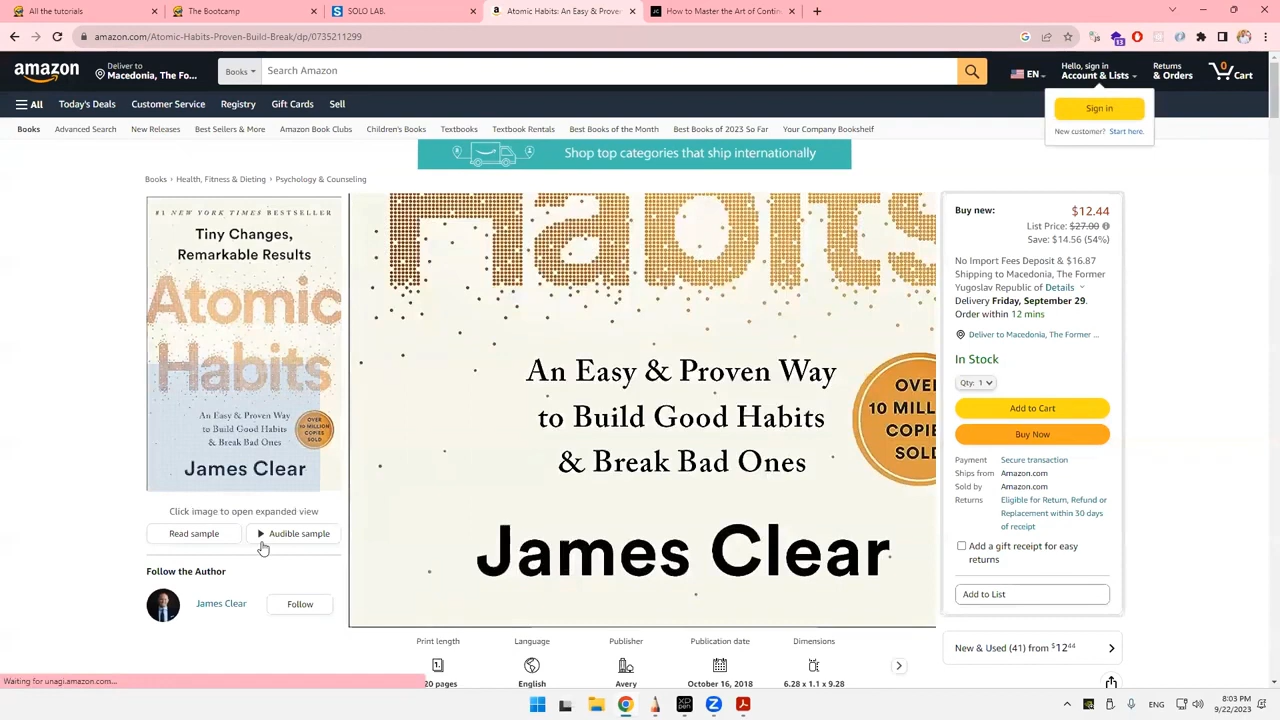 All the tutorials
The Bootcamp
SOLO LAB.
Atomic Habits: An Easy & Prove
How to Master the Art of Contin
amazon.com/Atomic-Habits-Proven-Build-Break/dp/0735211299
amazon
Deliver to
Macedonia, The Fo...
Books
Search Amazon
EN
Hello, sign in
Account & Lists
Returns
& Orders
0
Cart
All
Today's Deals
Customer Service
Registry
Gift Cards
Sell
Sign in
New customer? Start here.
Books
Advanced Search
New Releases
Best Sellers & More
Amazon Book Clubs
Children's Books
Textbooks
Textbook Rentals
Best Books of the Month
Best Books of 2023 So Far
Your Company Bookshelf
Shop top categories that ship internationally
Books › Health, Fitness & Dieting › Psychology & Counseling
#1 NEW YORK TIMES BESTSELLER
Tiny Changes,
Remarkable Results
Atomic
Habits
An Easy & Proven Way
to Build Good Habits
& Break Bad Ones
OVER
10 MILLION
COPIES
SOLD
James Clear
Click image to open expanded view
Read sample
Audible sample
Follow the Author
James Clear
Follow
Habits
An Easy & Proven Way
to Build Good Habits
& Break Bad Ones
OVE
10 MILL
COPIE
SOL
James Clear
Print length
Language
Publisher
Publication date
Dimensions
20 pages
English
Avery
October 16, 2018
6.28 x 1.1 x 9.28
Buy new:
$12.44
List Price: $27.00
Save: $14.56 (54%)
No Import Fees Deposit & $16.87
Shipping to Macedonia, The Former
Yugoslav Republic of Details
Delivery Friday, September 29.
Order within 12 mins
Deliver to Macedonia, The Former ...
In Stock
Qty: 1
Add to Cart
Buy Now
Payment Secure transaction
Ships from Amazon.com
Sold by Amazon.com
Returns Eligible for Return, Refund or
Replacement within 30 days
of receipt
Add a gift receipt for easy
returns
Add to List
New & Used (41) from $12.44
Waiting for unagi.amazon.com...
ENG
8:03 PM
9/22/2023